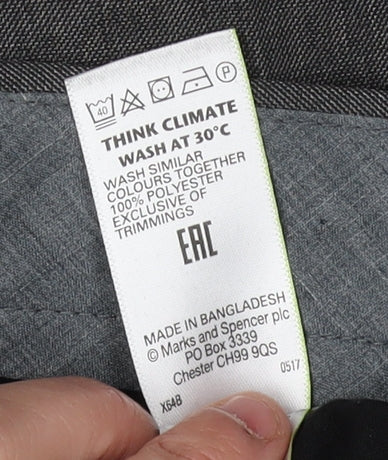 40 P
THINK CLIMATE
WASH AT 30°C
WASH SIMILAR
COLOURS TOGETHER
100% POLYESTER
EXCLUSIVE OF
TRIMMINGS
EAC
MADE IN BANGLADESH
© Marks and Spencer plc
PO Box 3339
Chester CH99 9QS
X64B 0517